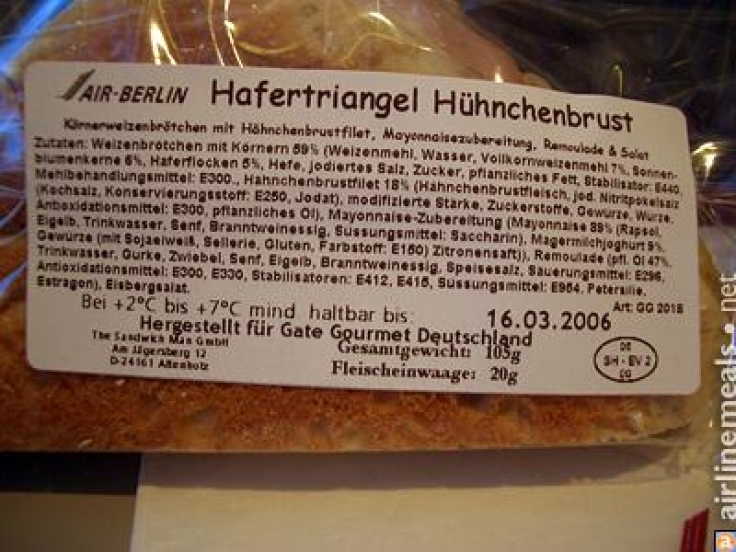 AIR-BERLIN Hafertriangel Hühnchenbrust
Körnerweizenbrötchen mit Hähnchenbrustfilet, Mayonnaisezubereitung, Remoulade & Salat
Zutaten: Weizenbrötchen mit Körnern 59% (Weizenmehl, Wasser, Vollkornweizenmehl 7%, Sonnen-
blumenkerne 6%, Haferflocken 5%, Hefe, jodiertes Salz, Zucker, pflanzliches Fett, Stabilisator: E440,
Mehlbehandlungsmittel: E300., Hähnchenbrustfilet 18% (Hähnchenbrustfleisch, jod. Nitritpökelsalz
(Kochsalz, Konservierungsstoff: E250, Jodat), modifizierte Stärke, Zuckerstoffe, Gewürze, Würze,
Antioxidationsmittel: E300, pflanzliches Öl), Mayonnaise-Zubereitung (Mayonnaise 89% (Rapsöl,
Eigelb, Trinkwasser, Senf, Branntweinessig, Süssungsmittel: Saccharin), Magermilchjoghurt 9%,
Gewürze (mit Sojaeiweiß, Sellerie, Gluten, Farbstoff: E150) Zitronensaft)), Remoulade (pfl. Öl 47%,
Trinkwasser, Gurke, Zwiebel, Senf, Eigelb, Branntweinessig, Speisesalz, Säuerungsmittel: E296,
Antioxidationsmittel: E300, E330, Stabilisatoren: E412, E415, Süssungsmittel: E954, Petersilie,
Estragon), Eisbergsalat.
Art: GG 2018
Bei +2°C bis +7°C mind haltbar bis: 16.03.2006
Hergestellt für Gate Gourmet Deutschland
The Sandwich Man GmbH
Am Jägersberg 12
D-24161 Altenholz
Gesamtgewicht: 105g
Fleischeinwaage: 20g
DE
SH - EV 2
EG
airlinemeals.net